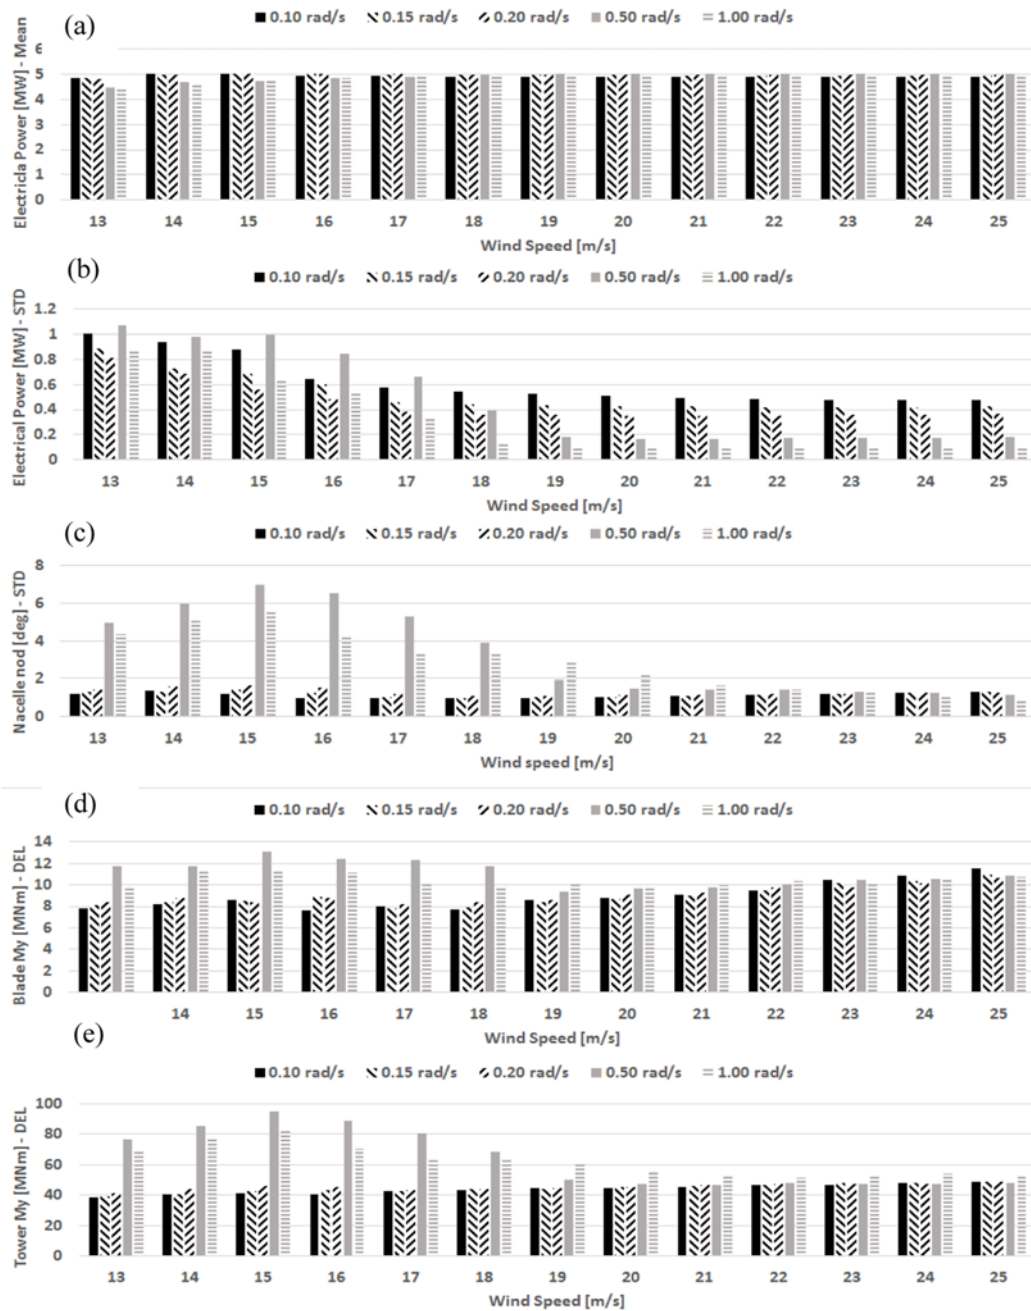 (a)
0.10 rad/s 0.15 rad/s 0.20 rad/s 0.50 rad/s 1.00 rad/s
Electricla Power [MW] - Mean
6
5
4
3
2
1
0
13 14 15 16 17 18 19 20 21 22 23 24 25
Wind Speed [m/s]
(b)
0.10 rad/s 0.15 rad/s 0.20 rad/s 0.50 rad/s 1.00 rad/s
Electrical Power [MW] - STD
1.2
1
0.8
0.6
0.4
0.2
0
13 14 15 16 17 18 19 20 21 22 23 24 25
Wind Speed [m/s]
(c)
0.10 rad/s 0.15 rad/s 0.20 rad/s 0.50 rad/s 1.00 rad/s
Nacelle nod [deg] - STD
8
6
4
2
0
13 14 15 16 17 18 19 20 21 22 23 24 25
Wind speed [m/s]
(d)
0.10 rad/s 0.15 rad/s 0.20 rad/s 0.50 rad/s 1.00 rad/s
Blade My [MNm] - DEL
14
12
10
8
6
4
2
0
14 15 16 17 18 19 20 21 22 23 24 25
Wind Speed [m/s]
(e)
0.10 rad/s 0.15 rad/s 0.20 rad/s 0.50 rad/s 1.00 rad/s
Tower My [MNm] - DEL
100
80
60
40
20
0
13 14 15 16 17 18 19 20 21 22 23 24 25
Wind Speed [m/s]